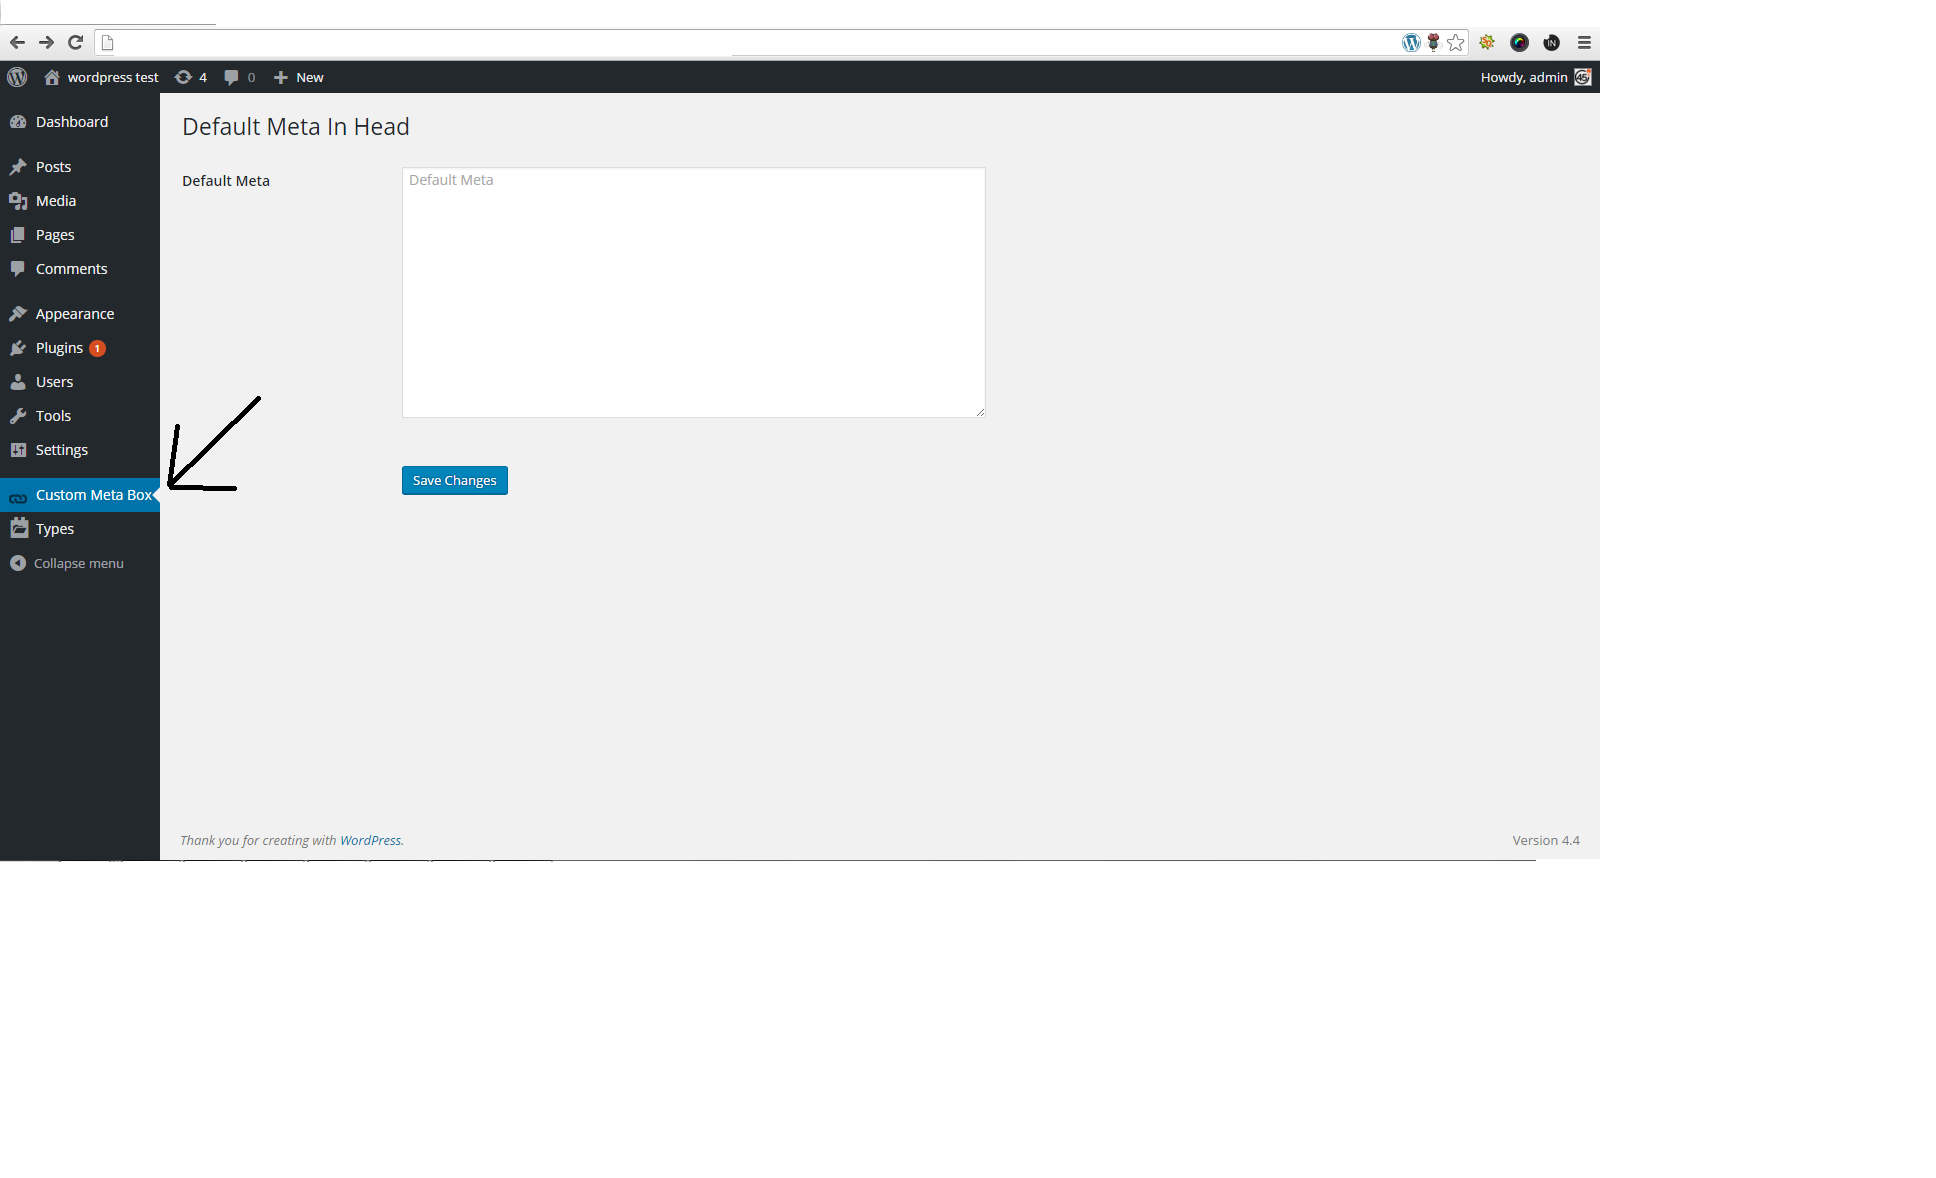 wordpress test 4 0 New Howdy, admin
Dashboard
Posts
Media
Pages
Comments
Appearance
Plugins 1
Users
Tools
Settings
Custom Meta Box
Types
Collapse menu
Default Meta In Head
Default Meta
Default Meta
Save Changes
Thank you for creating with WordPress.
Version 4.4